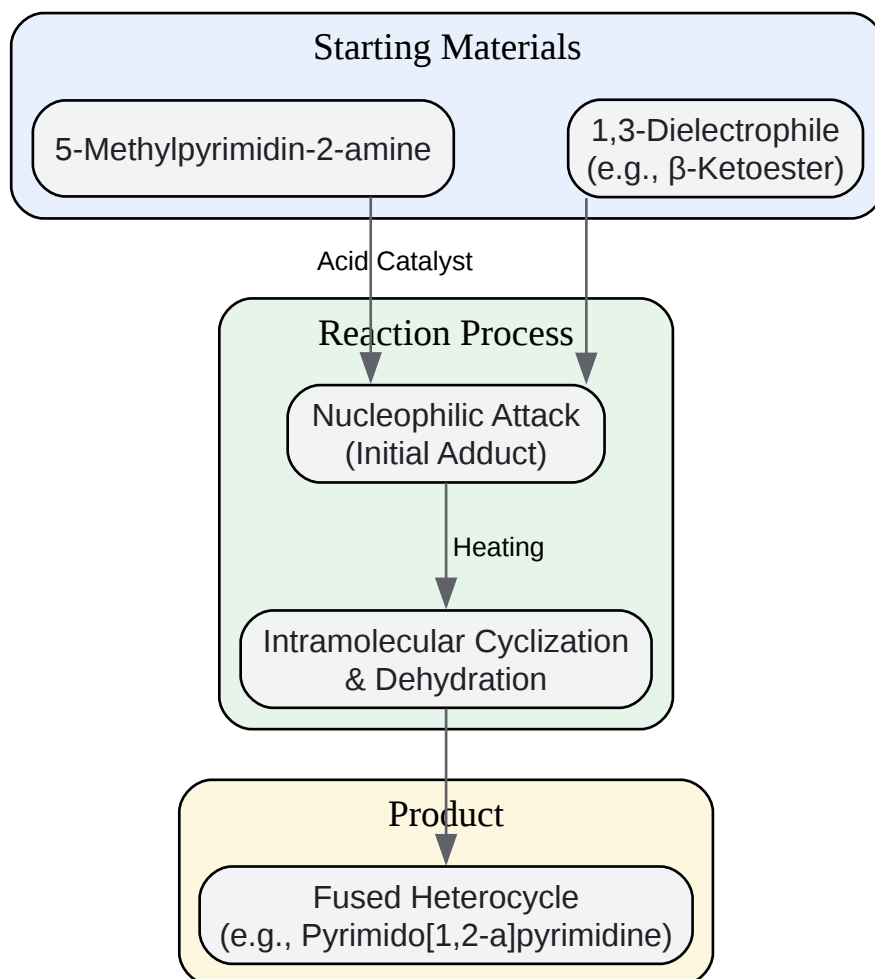 Starting Materials
5-Methylpyrimidin-2-amine
1,3-Dielectrophile
(e.g., β-Ketoester)
Acid Catalyst
Reaction Process
Nucleophilic Attack
(Initial Adduct)
Heating
Intramolecular Cyclization
& Dehydration
Product
Fused Heterocycle
(e.g., Pyrimido[1,2-a]pyrimidine)